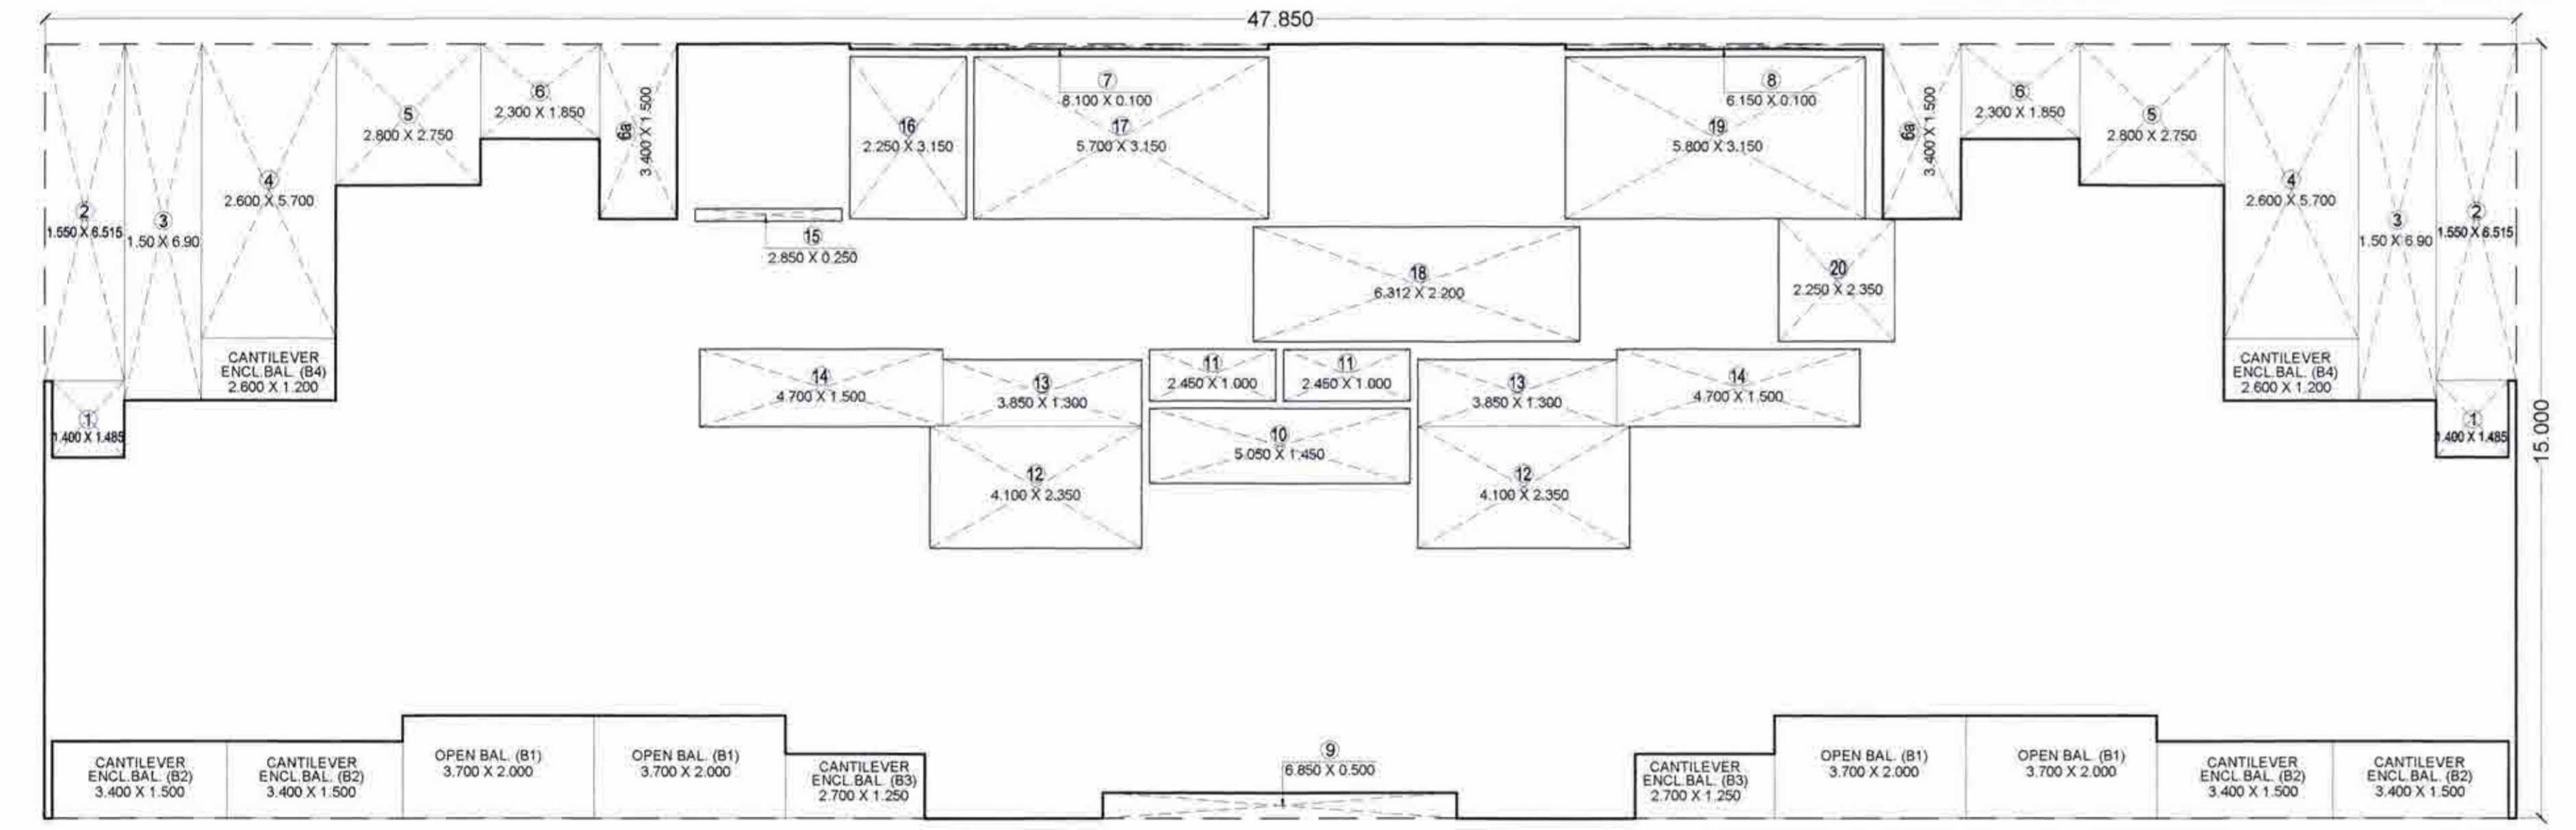 47.850
15.000
2
1.550 X 6.515
3
1.50 X 6.90
4
2.600 X 5.700
5
2.800 X 2.750
6
2.300 X 1.850
6a
3.400 X 1.500
16
2.250 X 3.150
7
8.100 X 0.100
17
5.700 X 3.150
8
6.150 X 0.100
19
5.800 X 3.150
6a
3.400 X 1.500
6
2.300 X 1.850
5
2.800 X 2.750
4
2.600 X 5.700
3
1.50 X 6.90
2
1.550 X 6.515
15
2.850 X 0.250
18
6.312 X 2.200
20
2.250 X 2.350
CANTILEVER
ENCL.BAL. (B4)
2.600 X 1.200
1
1.400 X 1.485
14
4.700 X 1.500
13
3.850 X 1.300
11
2.450 X 1.000
11
2.450 X 1.000
13
3.850 X 1.300
14
4.700 X 1.500
CANTILEVER
ENCL.BAL. (B4)
2.600 X 1.200
1
1.400 X 1.485
10
5.050 X 1.450
12
4.100 X 2.350
12
4.100 X 2.350
CANTILEVER
ENCL.BAL. (B2)
3.400 X 1.500
CANTILEVER
ENCL.BAL. (B2)
3.400 X 1.500
OPEN BAL. (B1)
3.700 X 2.000
OPEN BAL. (B1)
3.700 X 2.000
CANTILEVER
ENCL.BAL. (B3)
2.700 X 1.250
9
6.850 X 0.500
CANTILEVER
ENCL.BAL. (B3)
2.700 X 1.250
OPEN BAL. (B1)
3.700 X 2.000
OPEN BAL. (B1)
3.700 X 2.000
CANTILEVER
ENCL.BAL. (B2)
3.400 X 1.500
CANTILEVER
ENCL.BAL. (B2)
3.400 X 1.500